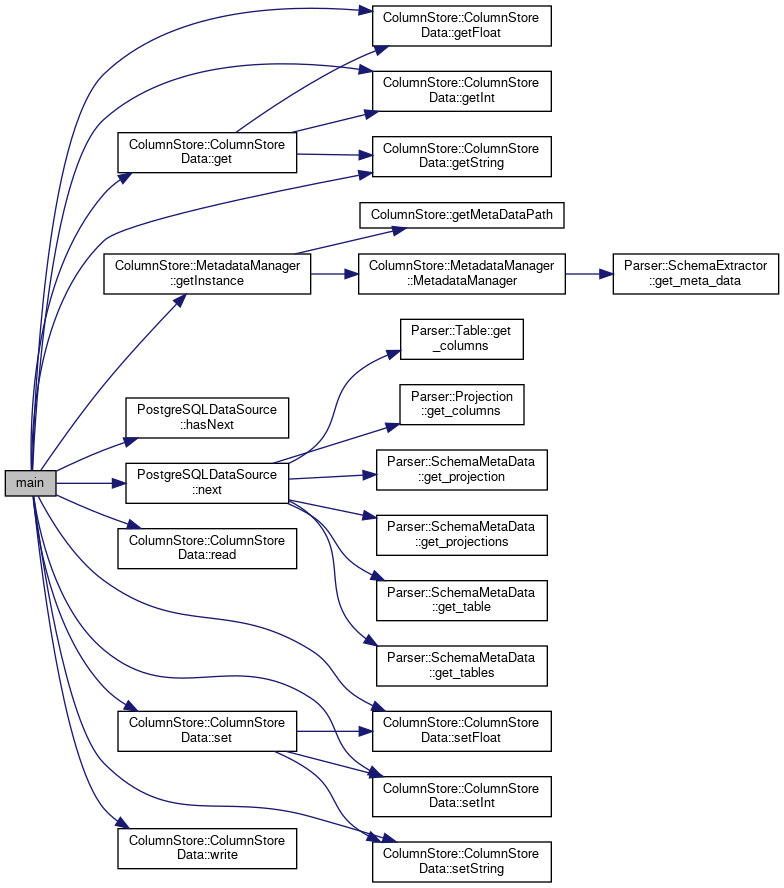 ColumnStore::ColumnStore
Data::getFloat
ColumnStore::ColumnStore
Data::getInt
ColumnStore::ColumnStore
Data::get
ColumnStore::ColumnStore
Data::getString
ColumnStore::getMetaDataPath
ColumnStore::MetadataManager
::getInstance
ColumnStore::MetadataManager
::MetadataManager
Parser::SchemaExtractor
::get_meta_data
Parser::Table::get
_columns
Parser::Projection
::get_columns
PostgreSQLDataSource
::hasNext
main
PostgreSQLDataSource
::next
Parser::SchemaMetaData
::get_projection
Parser::SchemaMetaData
::get_projections
ColumnStore::ColumnStore
Data::read
Parser::SchemaMetaData
::get_table
Parser::SchemaMetaData
::get_tables
ColumnStore::ColumnStore
Data::set
ColumnStore::ColumnStore
Data::setFloat
ColumnStore::ColumnStore
Data::setInt
ColumnStore::ColumnStore
Data::write
ColumnStore::ColumnStore
Data::setString